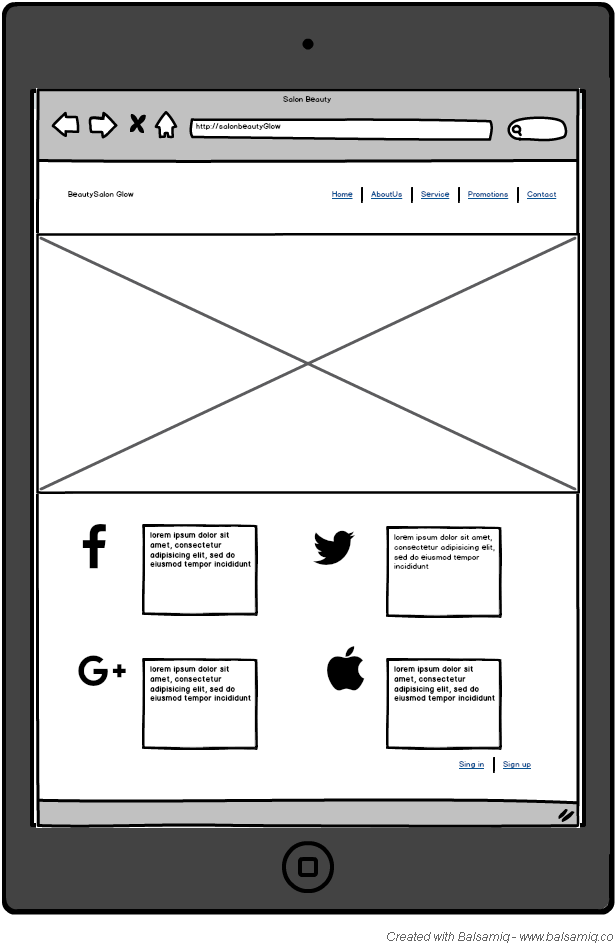 Salon Beauty
http://salonbeautyGlow
BeautySalon Glow
Home AboutUs Service Promotions Contact
lorem ipsum dolor sit
amet, consectetur
adipisicing elit, sed do
eiusmod tempor incididunt
lorem ipsum dolor sit amet,
consectetur adipisicing elit,
sed do eiusmod tempor
incididunt
G+
lorem ipsum dolor sit
amet, consectetur
adipisicing elit, sed do
eiusmod tempor incididunt
lorem ipsum dolor sit
amet, consectetur
adipisicing elit, sed do
eiusmod tempor incididunt
Sing in Sign up
Created with Balsamiq - www.balsamiq.co